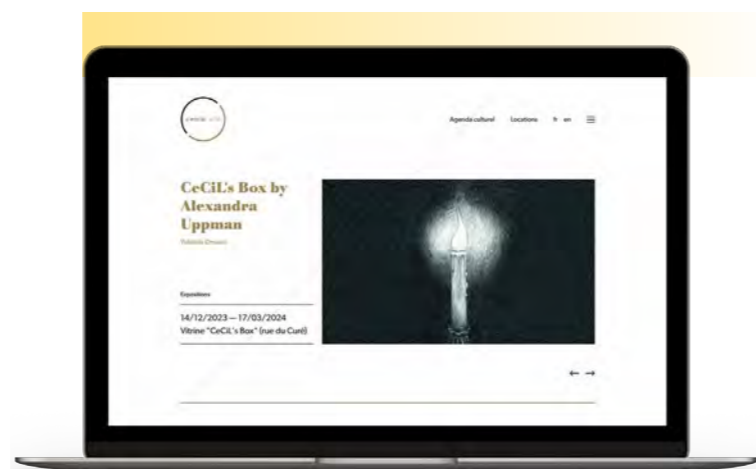 Agenda culturel Locations fr en
CeCiL's Box by
Alexandra
Uppman
Expositions
14/12/2023 — 17/03/2024
Vitrine "CeCiL's Box" (rue du Curé)